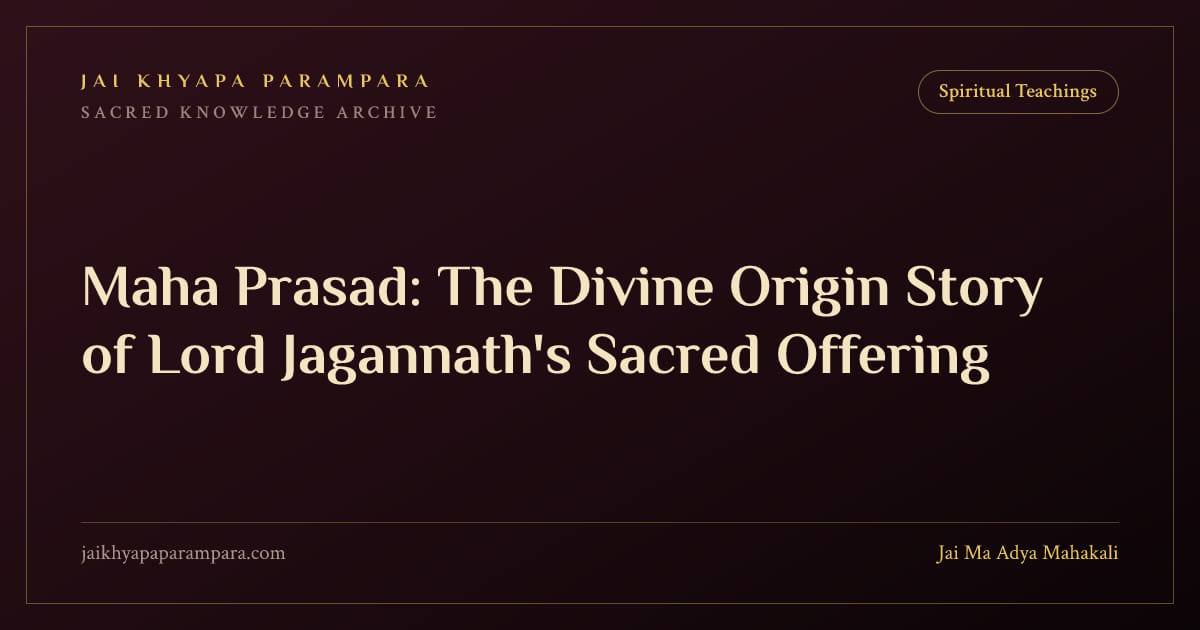 JAI KHYAPA PARAMPARA
SACRED KNOWLEDGE ARCHIVE
Spiritual Teachings
Maha Prasad: The Divine Origin Story
of Lord Jagannath's Sacred Offering
jaikhyapaparampara.com
Jai Ma Adya Mahakali